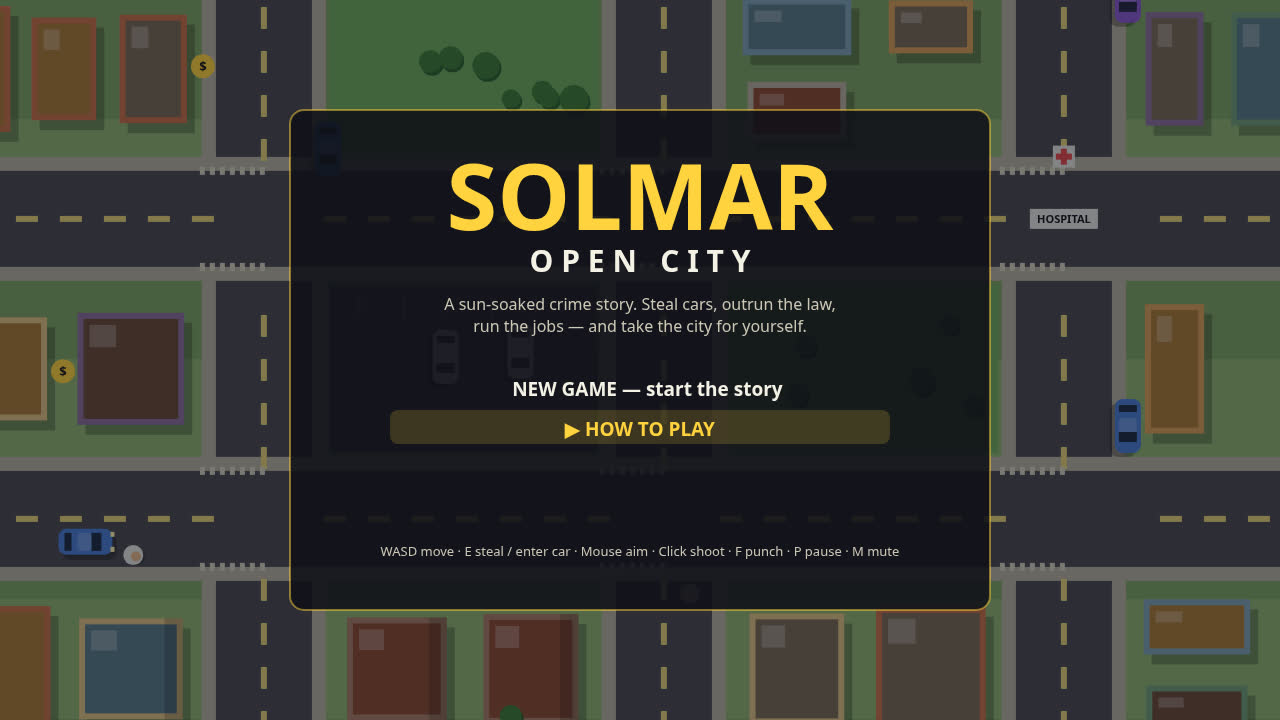 $
SOLMAR
HOSPITAL
OPEN CITY
A sun-soaked crime story. Steal cars, outrun the law,
run the jobs — and take the city for yourself.
$
NEW GAME — start the story
▶ HOW TO PLAY
WASD move · E steal / enter car · Mouse aim · Click shoot · F punch · P pause · M mute